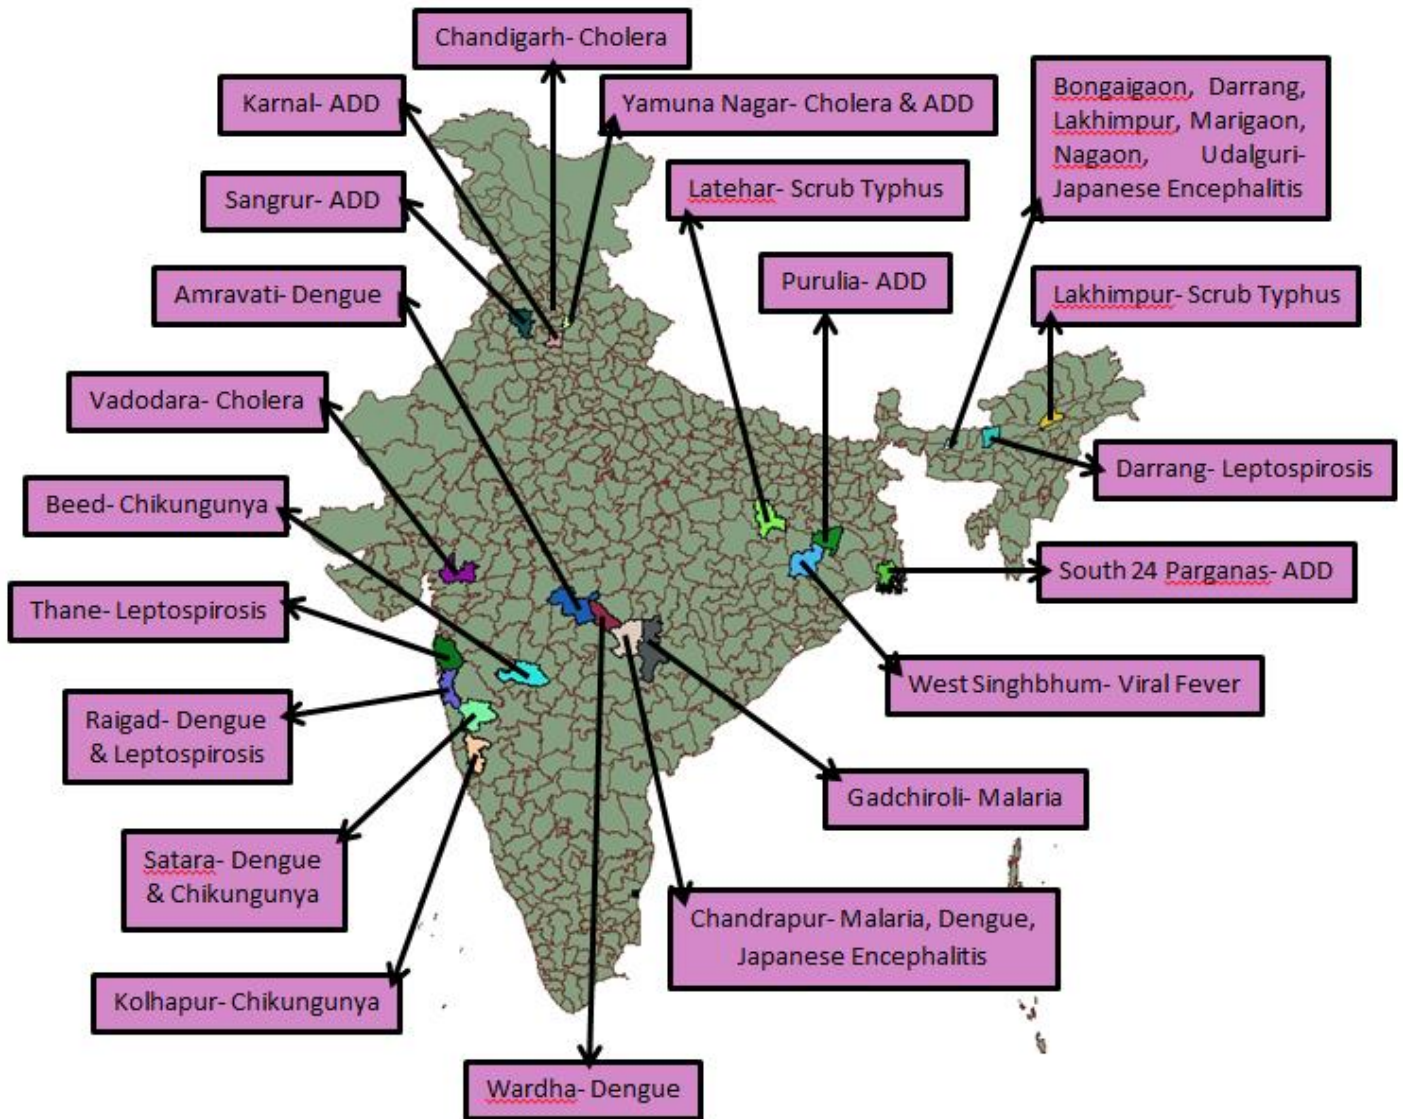 Chandigarh- Cholera
Karnal- ADD
Yamuna Nagar- Cholera & ADD
Bongaigaon, Darrang,
Lakhimpur, Marigaon,
Nagaon, Udalguri-
Japanese Encephalitis
Sangrur- ADD
Latehar- Scrub Typhus
Amravati- Dengue
Purulia- ADD
Lakhimpur- Scrub Typhus
Vadodara- Cholera
Darrang- Leptospirosis
Beed- Chikungunya
South 24 Parganas- ADD
Thane- Leptospirosis
West Singhbhum- Viral Fever
Raigad- Dengue
& Leptospirosis
Gadchiroli- Malaria
Satara- Dengue
& Chikungunya
Chandrapur- Malaria, Dengue,
Japanese Encephalitis
Kolhapur- Chikungunya
Wardha- Dengue